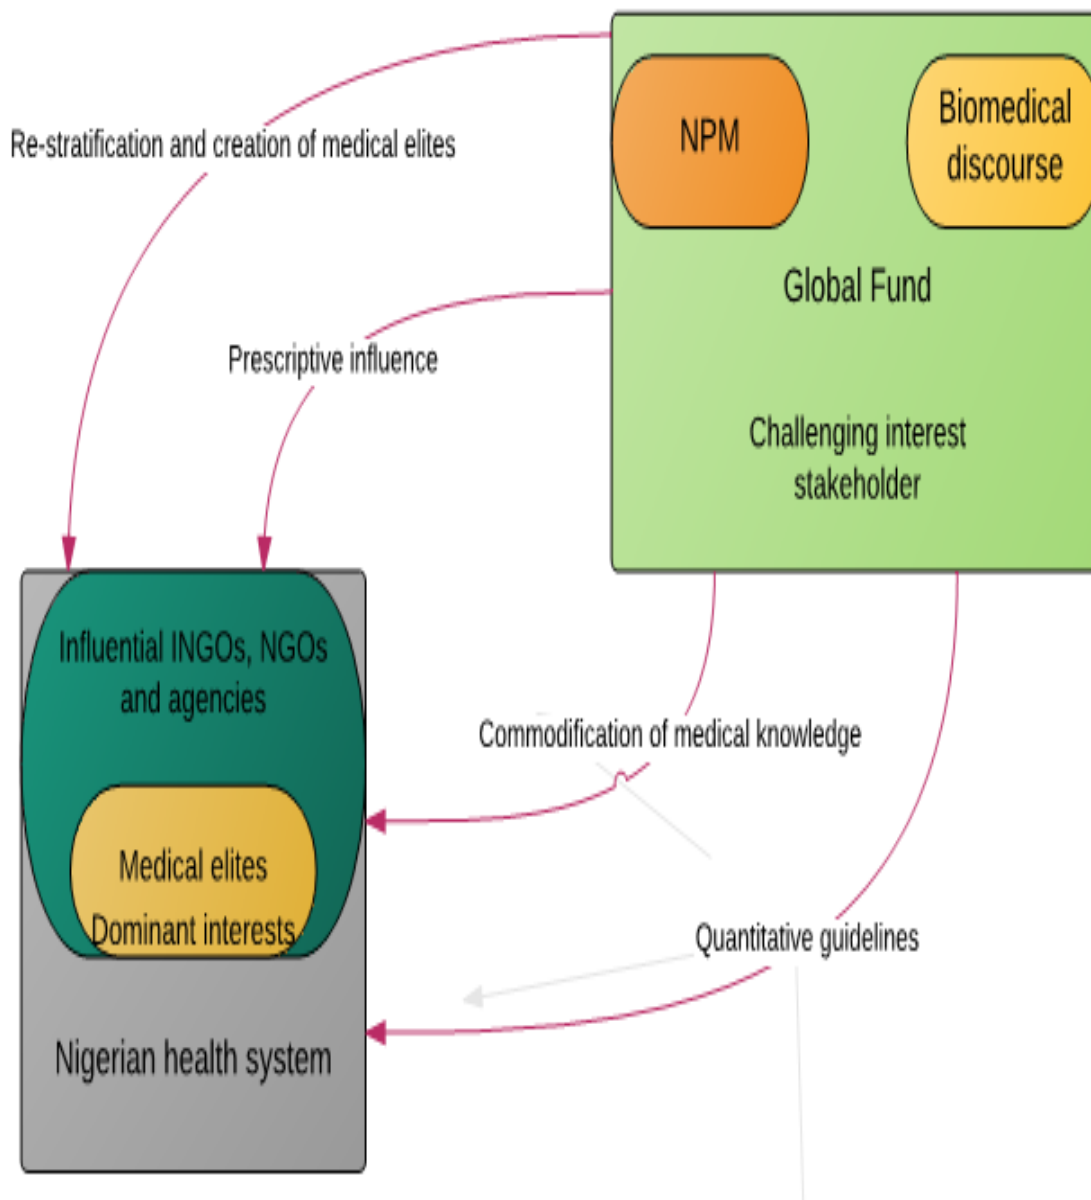 Re-stratification and creation of medical elites
NPM
Biomedical
discourse
Global Fund
Prescriptive influence
Challenging interest
stakeholder
Influential INGOs, NGOs
and agencies
Commodification of medical knowledge
Medical elites
Dominant interests
Quantitative guidelines
Nigerian health system